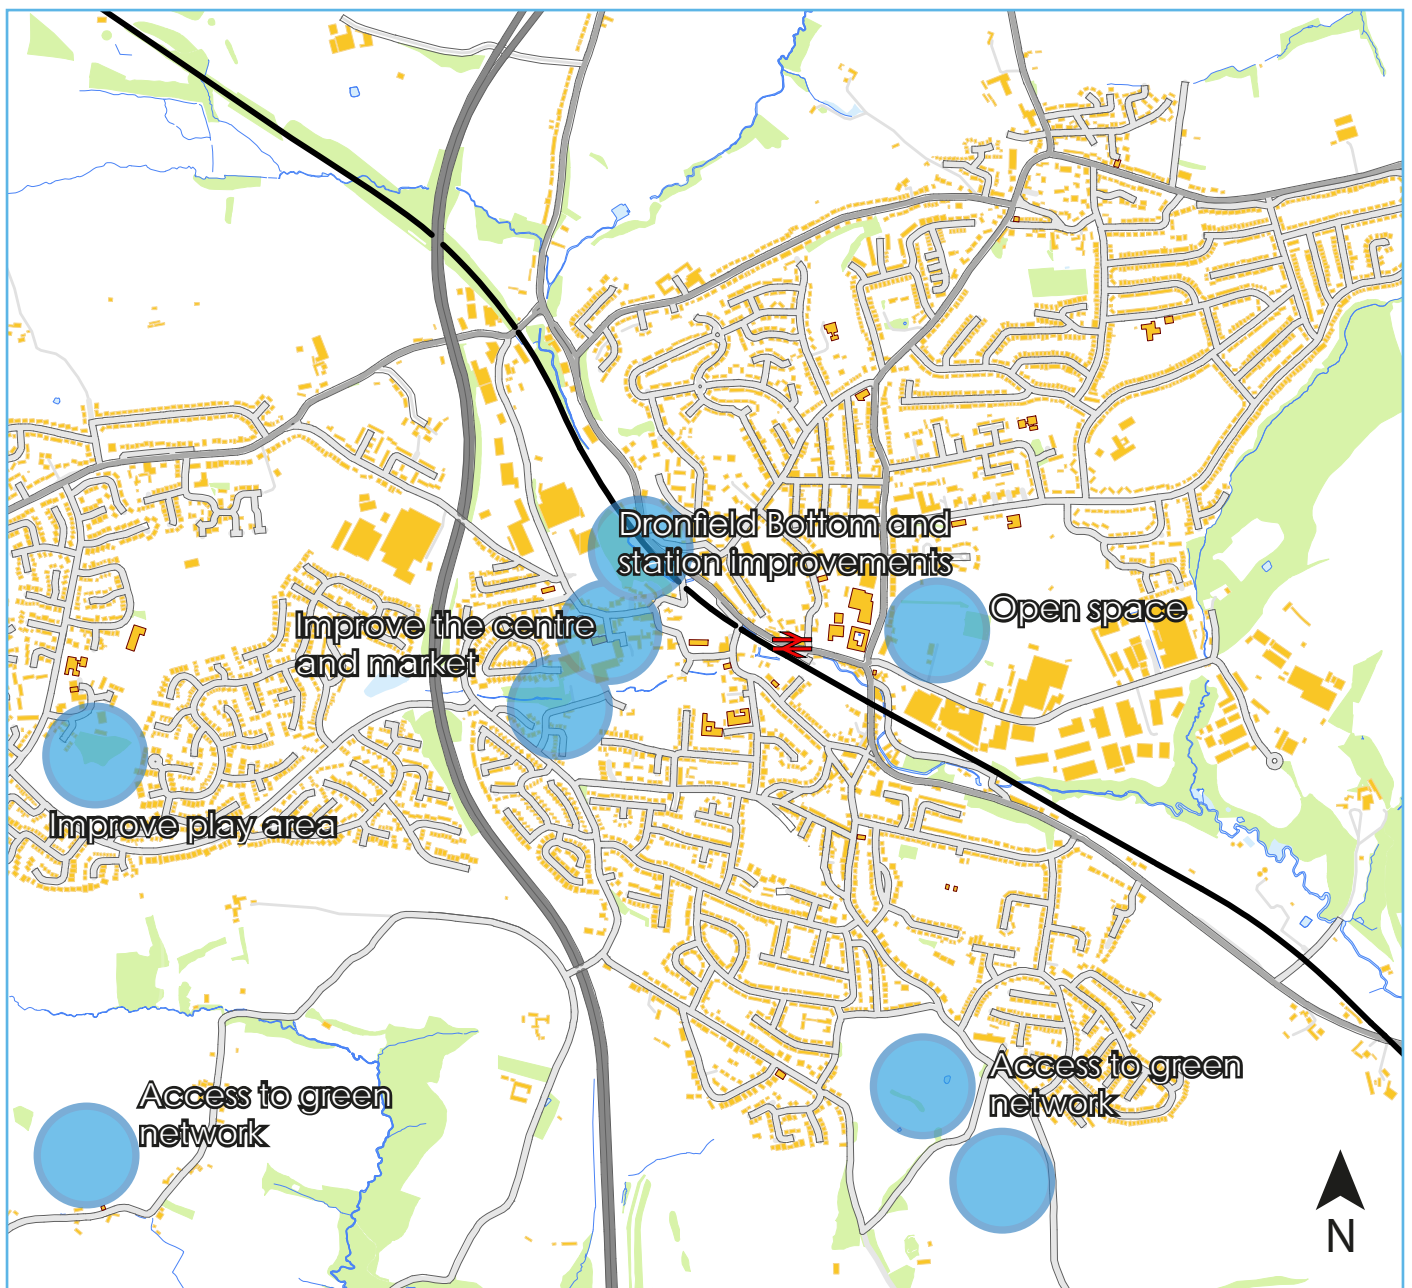 Dronfield Bottom and
station improvements
Improve the centre
and market
Open space
Improve play area
Access to green
network
Access to green
network
N